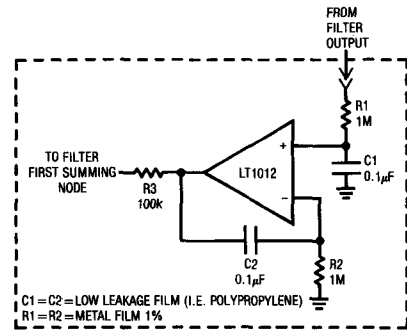 FROM
FILTER
OUTPUT
R1
1M
+
LT1012
C1
0.1µF
TO FILTER
FIRST SUMMING
NODE
R3
100k
–
C2
0.1µF
R2
1M
C1=C2=LOW LEAKAGE FILM (I.E. POLYPROPYLENE)
R1=R2=METAL FILM 1%